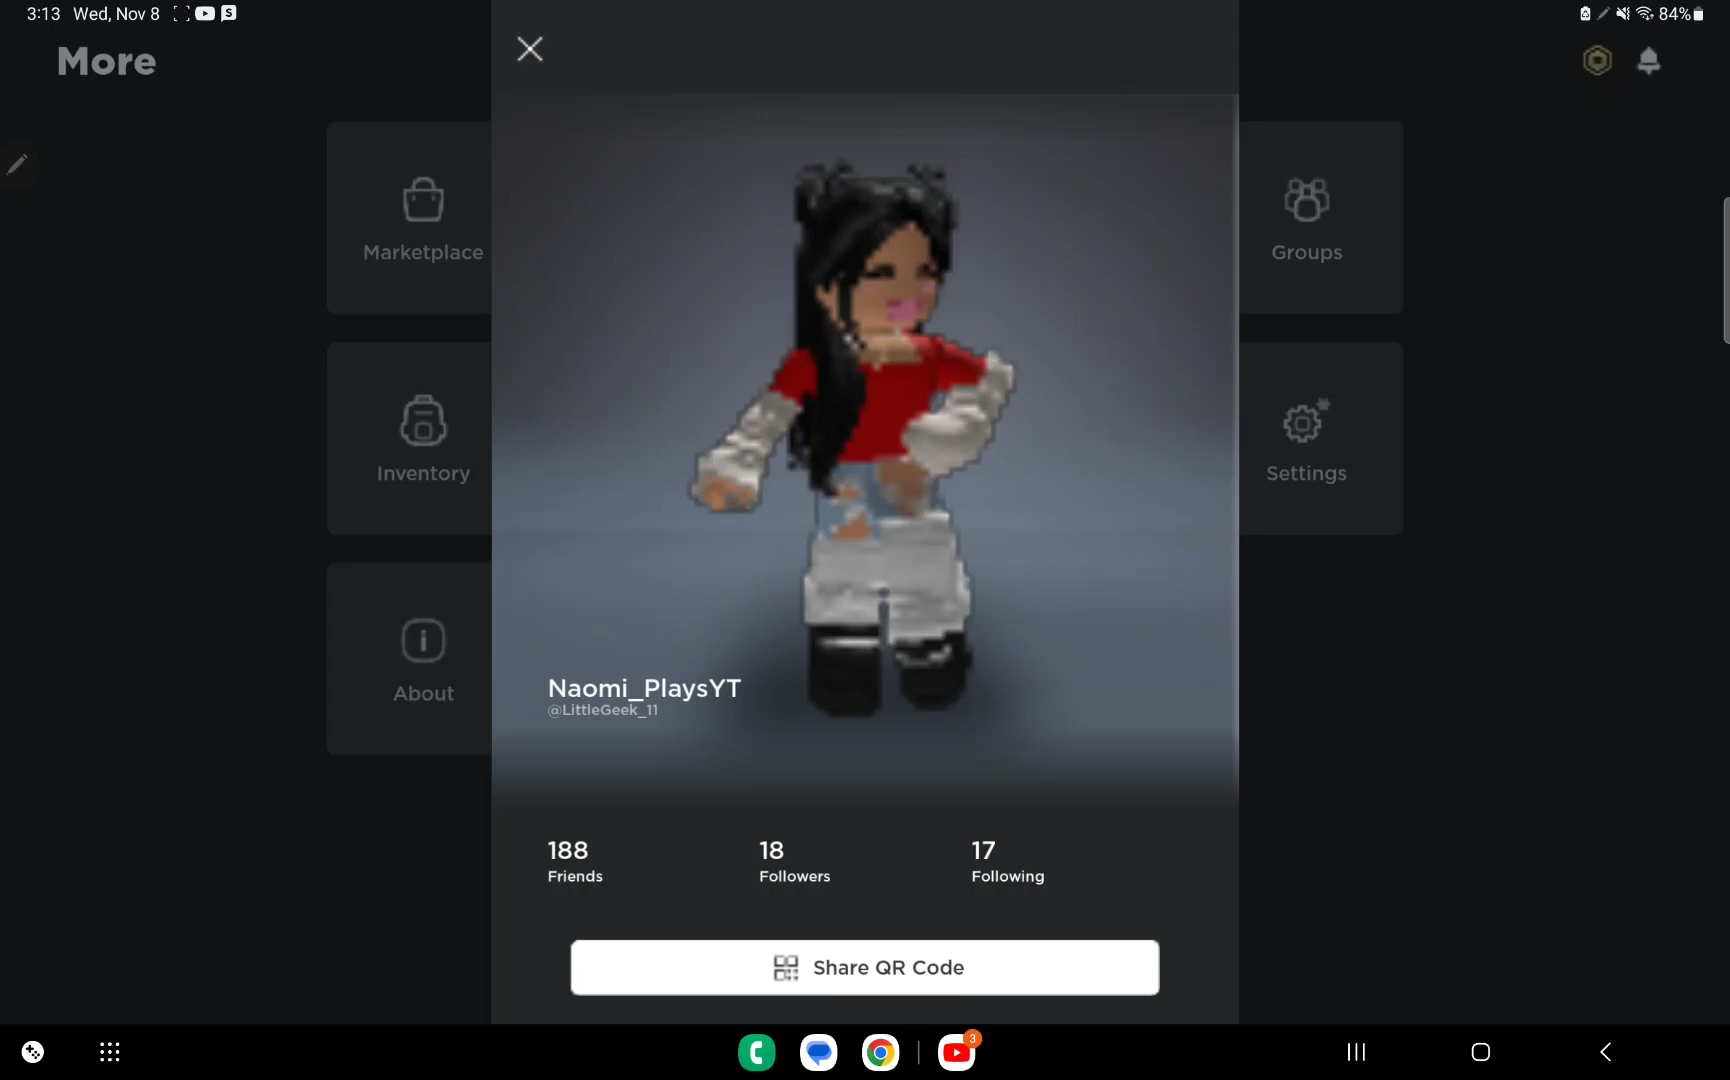 3:13 Wed, Nov 8
S
84%
More
Marketplace
Groups
Inventory
Settings
About
Naomi_PlaysYT
@LittleGeek_11
188
Friends
18
Followers
17
Following
Share QR Code
3